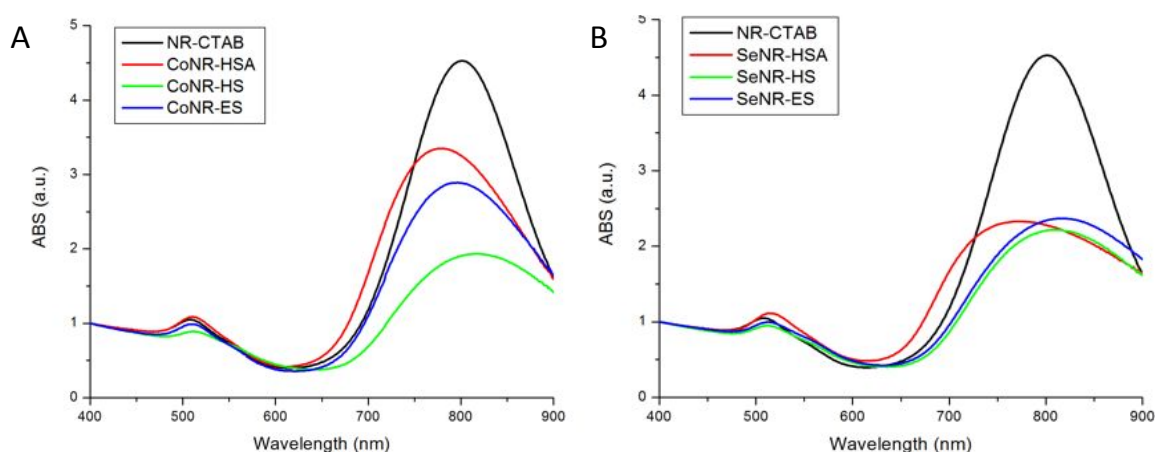 A
NR-CTAB
CoNR-HSA
CoNR-HS
CoNR-ES
ABS (a.u.)
5
4
3
2
1
0
400
500
600
700
800
900
Wavelength (nm)
B
NR-CTAB
SeNR-HSA
SeNR-HS
SeNR-ES
ABS (a.u.)
5
4
3
2
1
0
400
500
600
700
800
900
Wavelength (nm)